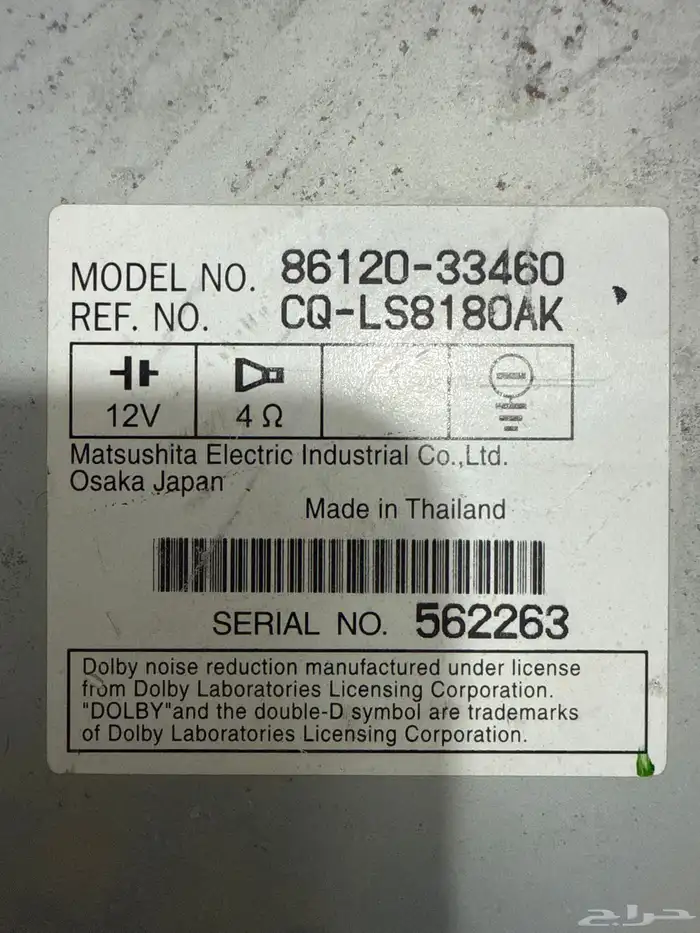 MODEL NO. 86120-33460
REF. NO. CQ-LS8180AK
12V 4 Ω
Matsushita Electric Industrial Co.,Ltd.
Osaka Japan
Made in Thailand
SERIAL NO. 562263
Dolby noise reduction manufactured under license
from Dolby Laboratories Licensing Corporation.
"DOLBY"and the double-D symbol are trademarks
of Dolby Laboratories Licensing Corporation.
حراج